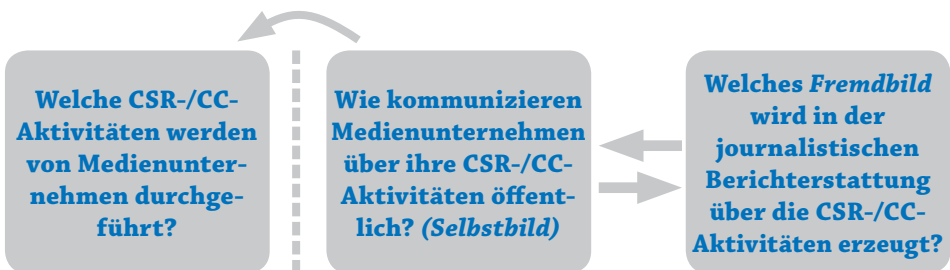 Welche CSR-/CC-
Aktivitäten werden
von Medienunter-
nehmen durchge-
führt?
Wie kommunizieren
Medienunternehmen
über ihre CSR-/CC-
Aktivitäten öffent-
lich? (Selbstbild)
Welches Fremdbild
wird in der
journalistischen
Berichterstattung
über die CSR-/CC-
Aktivitäten erzeugt?